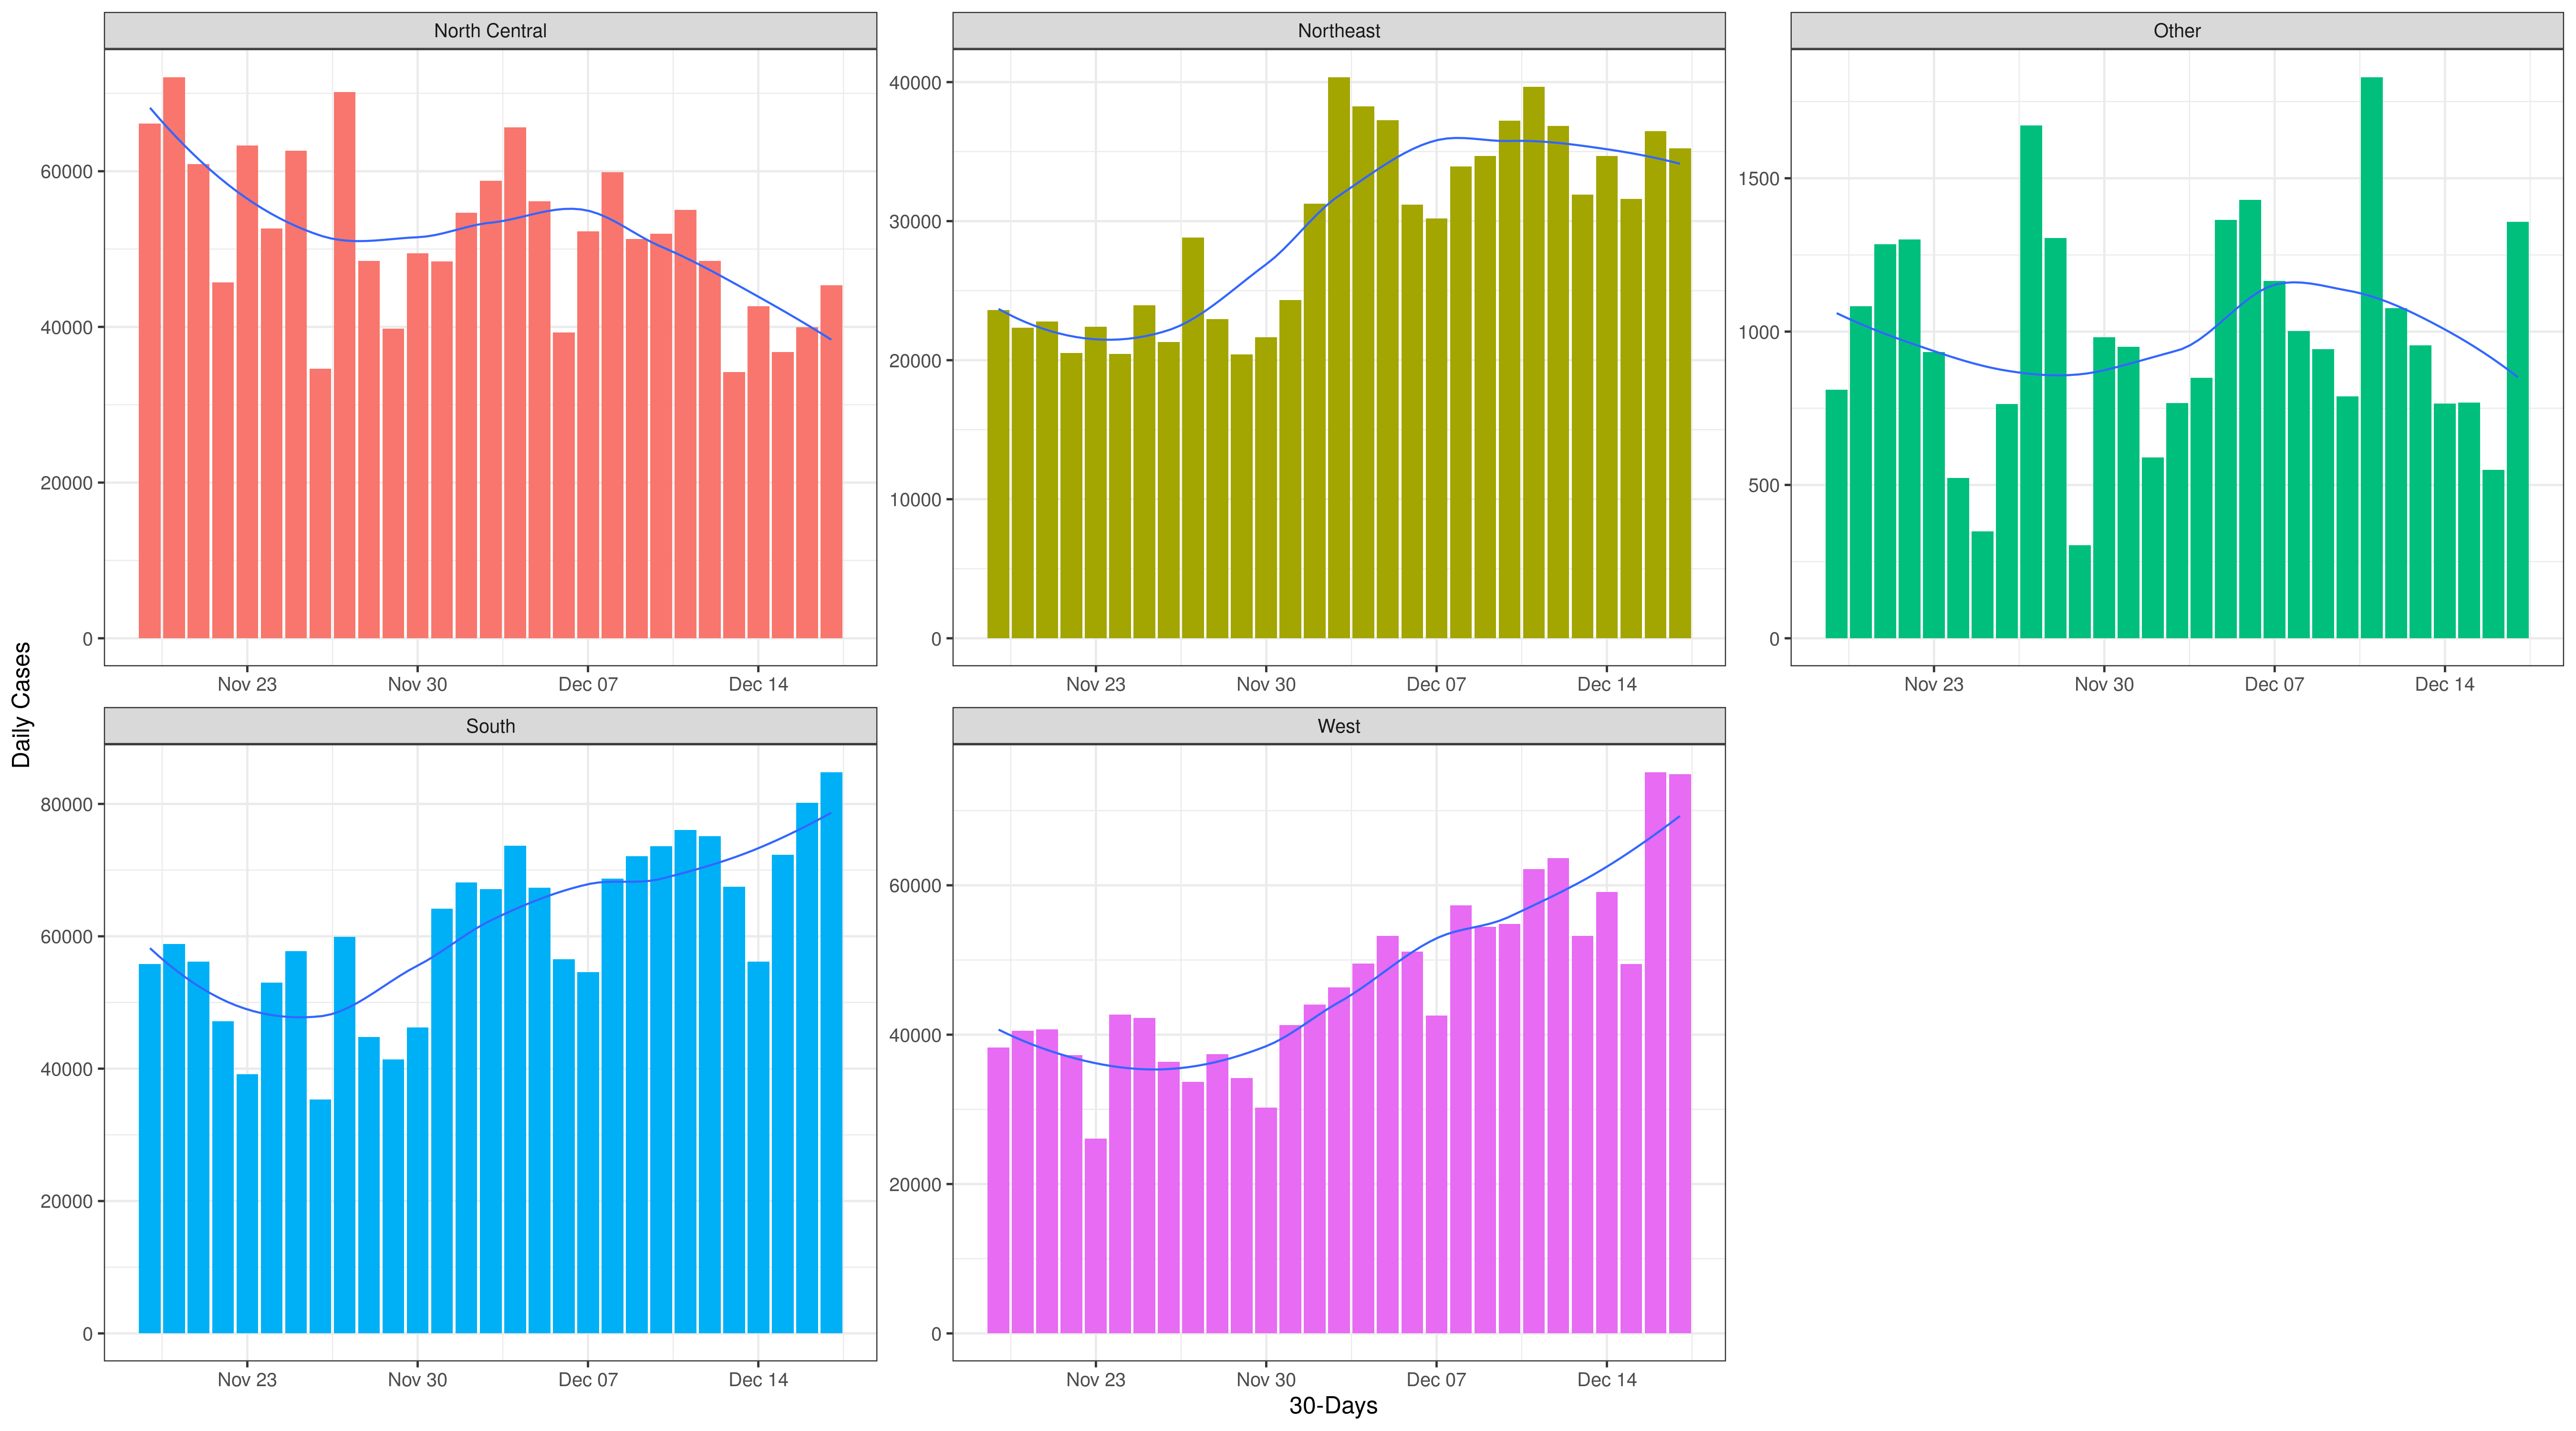 North Central
Northeast
Other
60000
40000
20000
0
40000
30000
20000
10000
0
1500
1000
500
0
Nov 23
Nov 30
Dec 07
Dec 14
Nov 23
Nov 30
Dec 07
Dec 14
Nov 23
Nov 30
Dec 07
Dec 14
Daily Cases
South
West
80000
60000
40000
20000
0
60000
40000
20000
0
Nov 23
Nov 30
Dec 07
Dec 14
Nov 23
Nov 30
Dec 07
Dec 14
30-Days